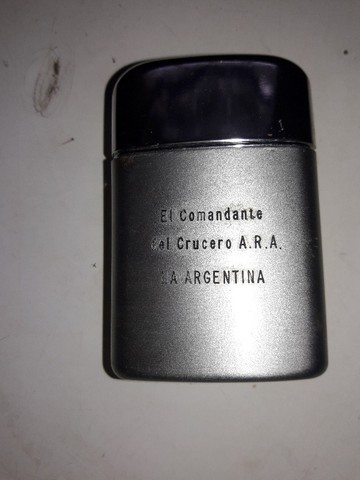 El Comandante
del Crucero A.R.A.
LA ARGENTINA